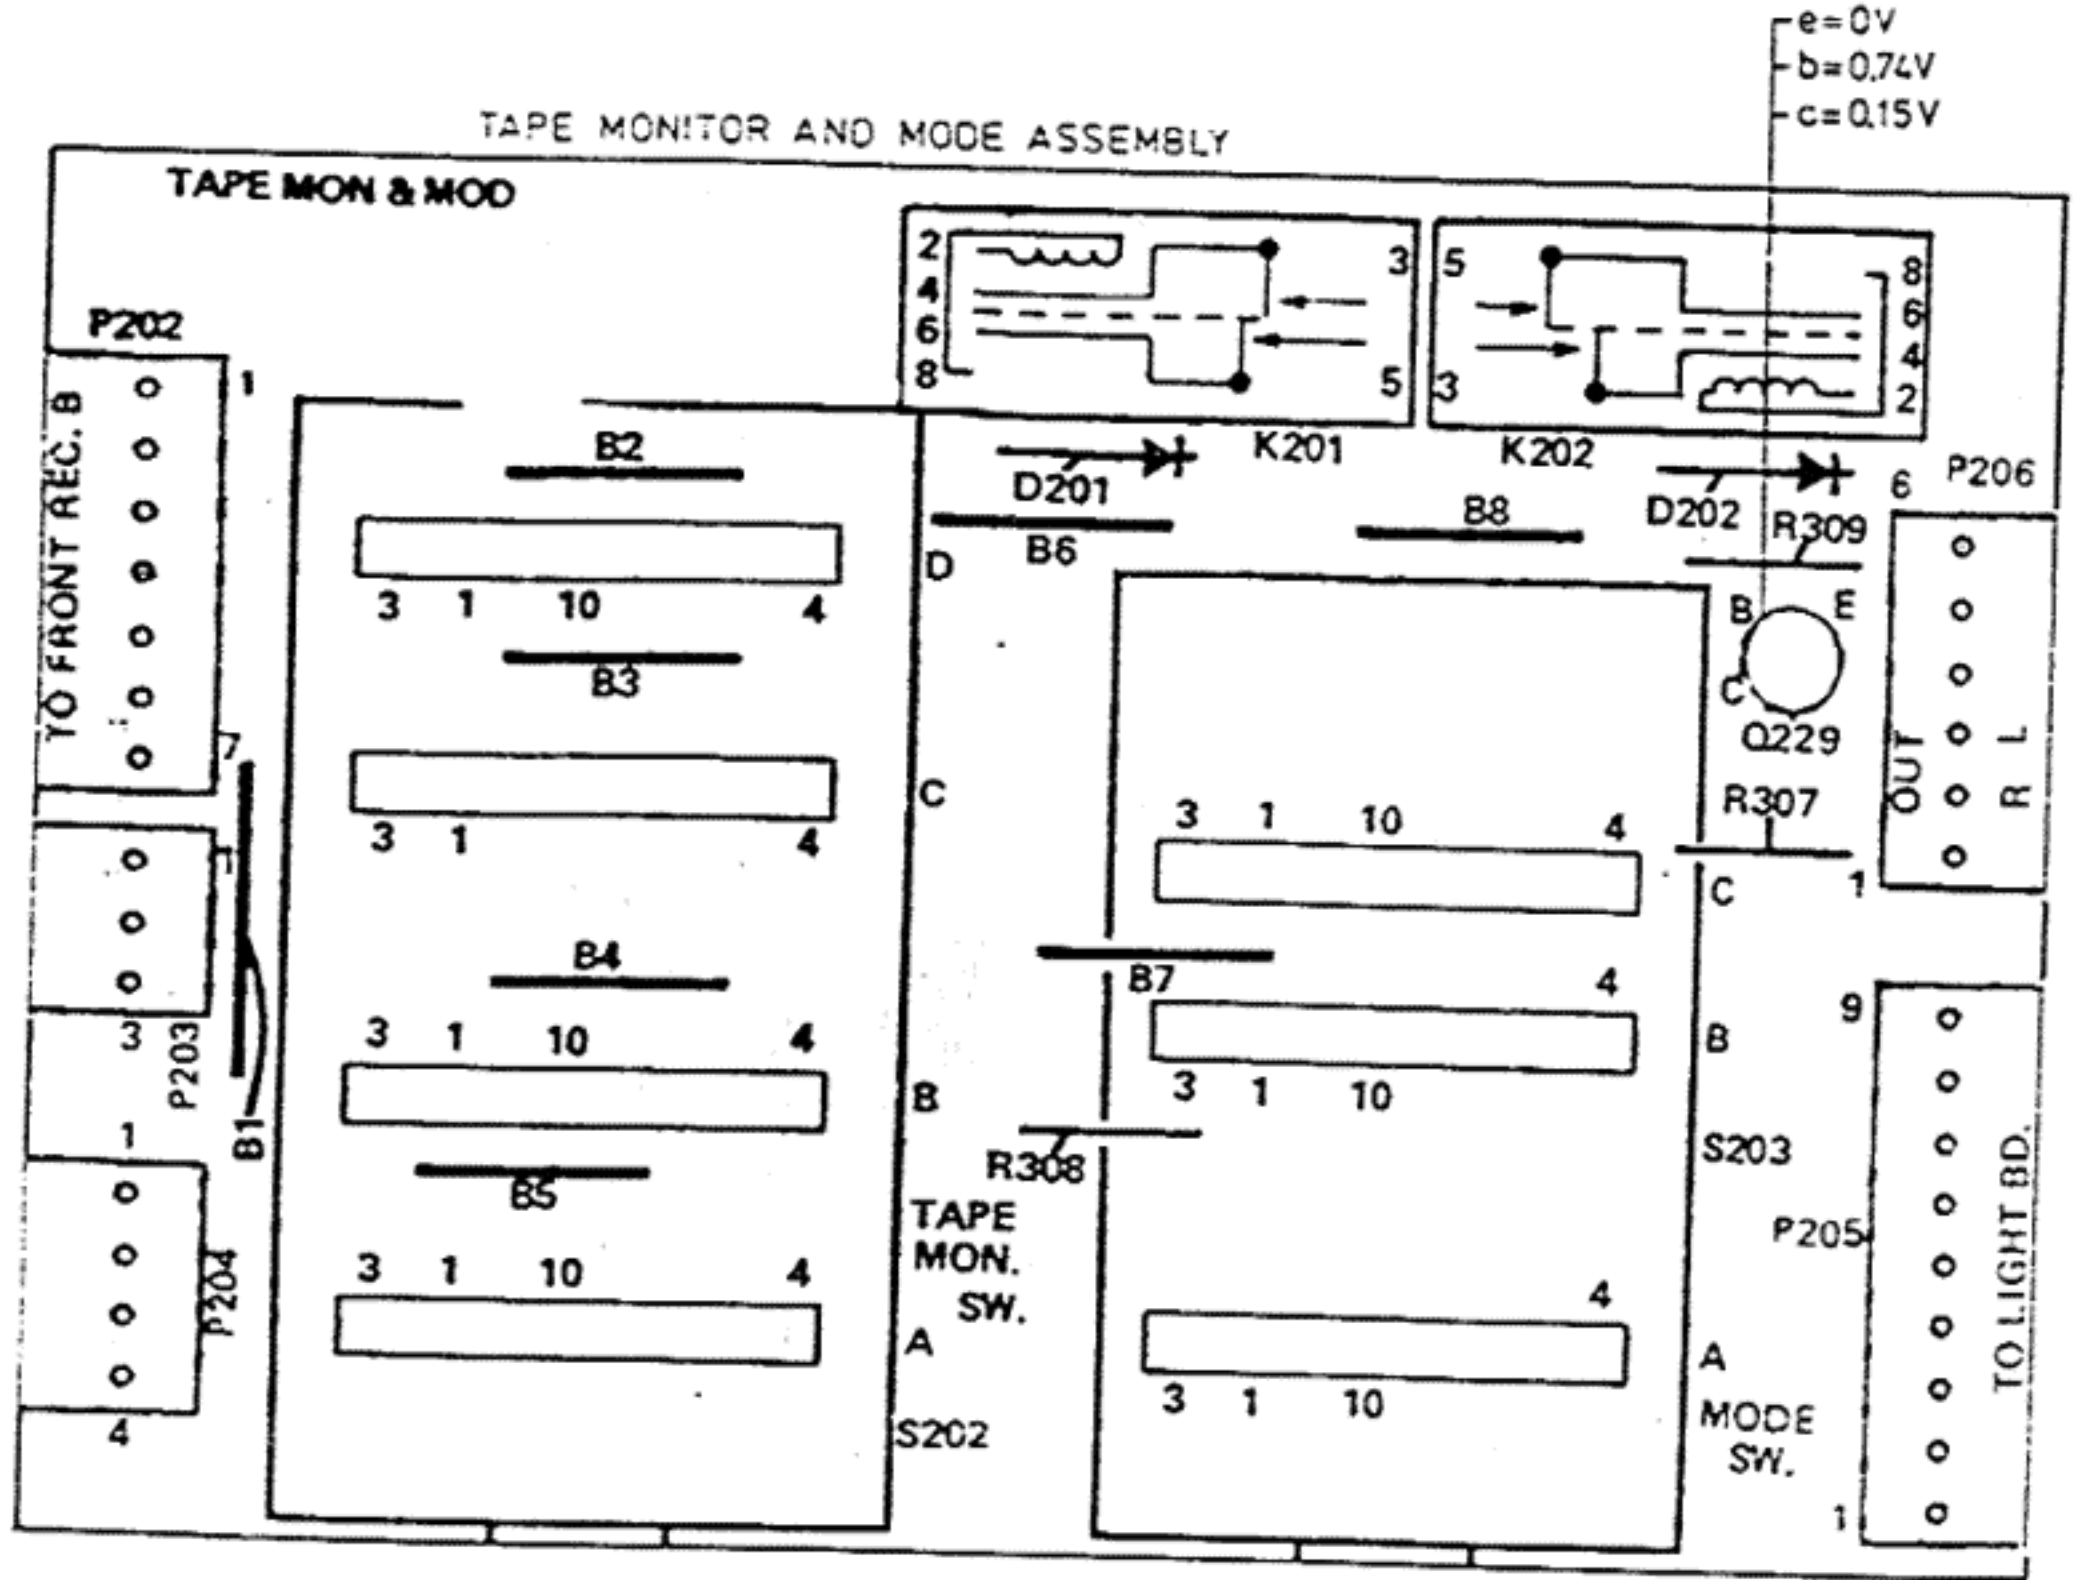 e=0V
b=0.74V
c=0.15V
TAPE MONITOR AND MODE ASSEMBLY
TAPE MON & MOD
2
4
6
8
3
5
5
3
8
6
4
2
K201
K202
P202
1
TO FRONT REC. B
7
B2
D201
D202
6
P206
B6
B8
R309
D
3 1 10 4
B3
B E
C
Q229
OUT
R L
R307
1
C
3 1 4
3 1 10 4
C
1
3
P203
B1
B4
B7
4
9
3 1 10 4
B
B
3 1 10
R308
S203
1
P204
4
B5
TAPE
MON.
SW.
P205
TO LIGHT BD.
3 1 10 4
A
4
A
3 1 10
MODE
SW.
S202
1